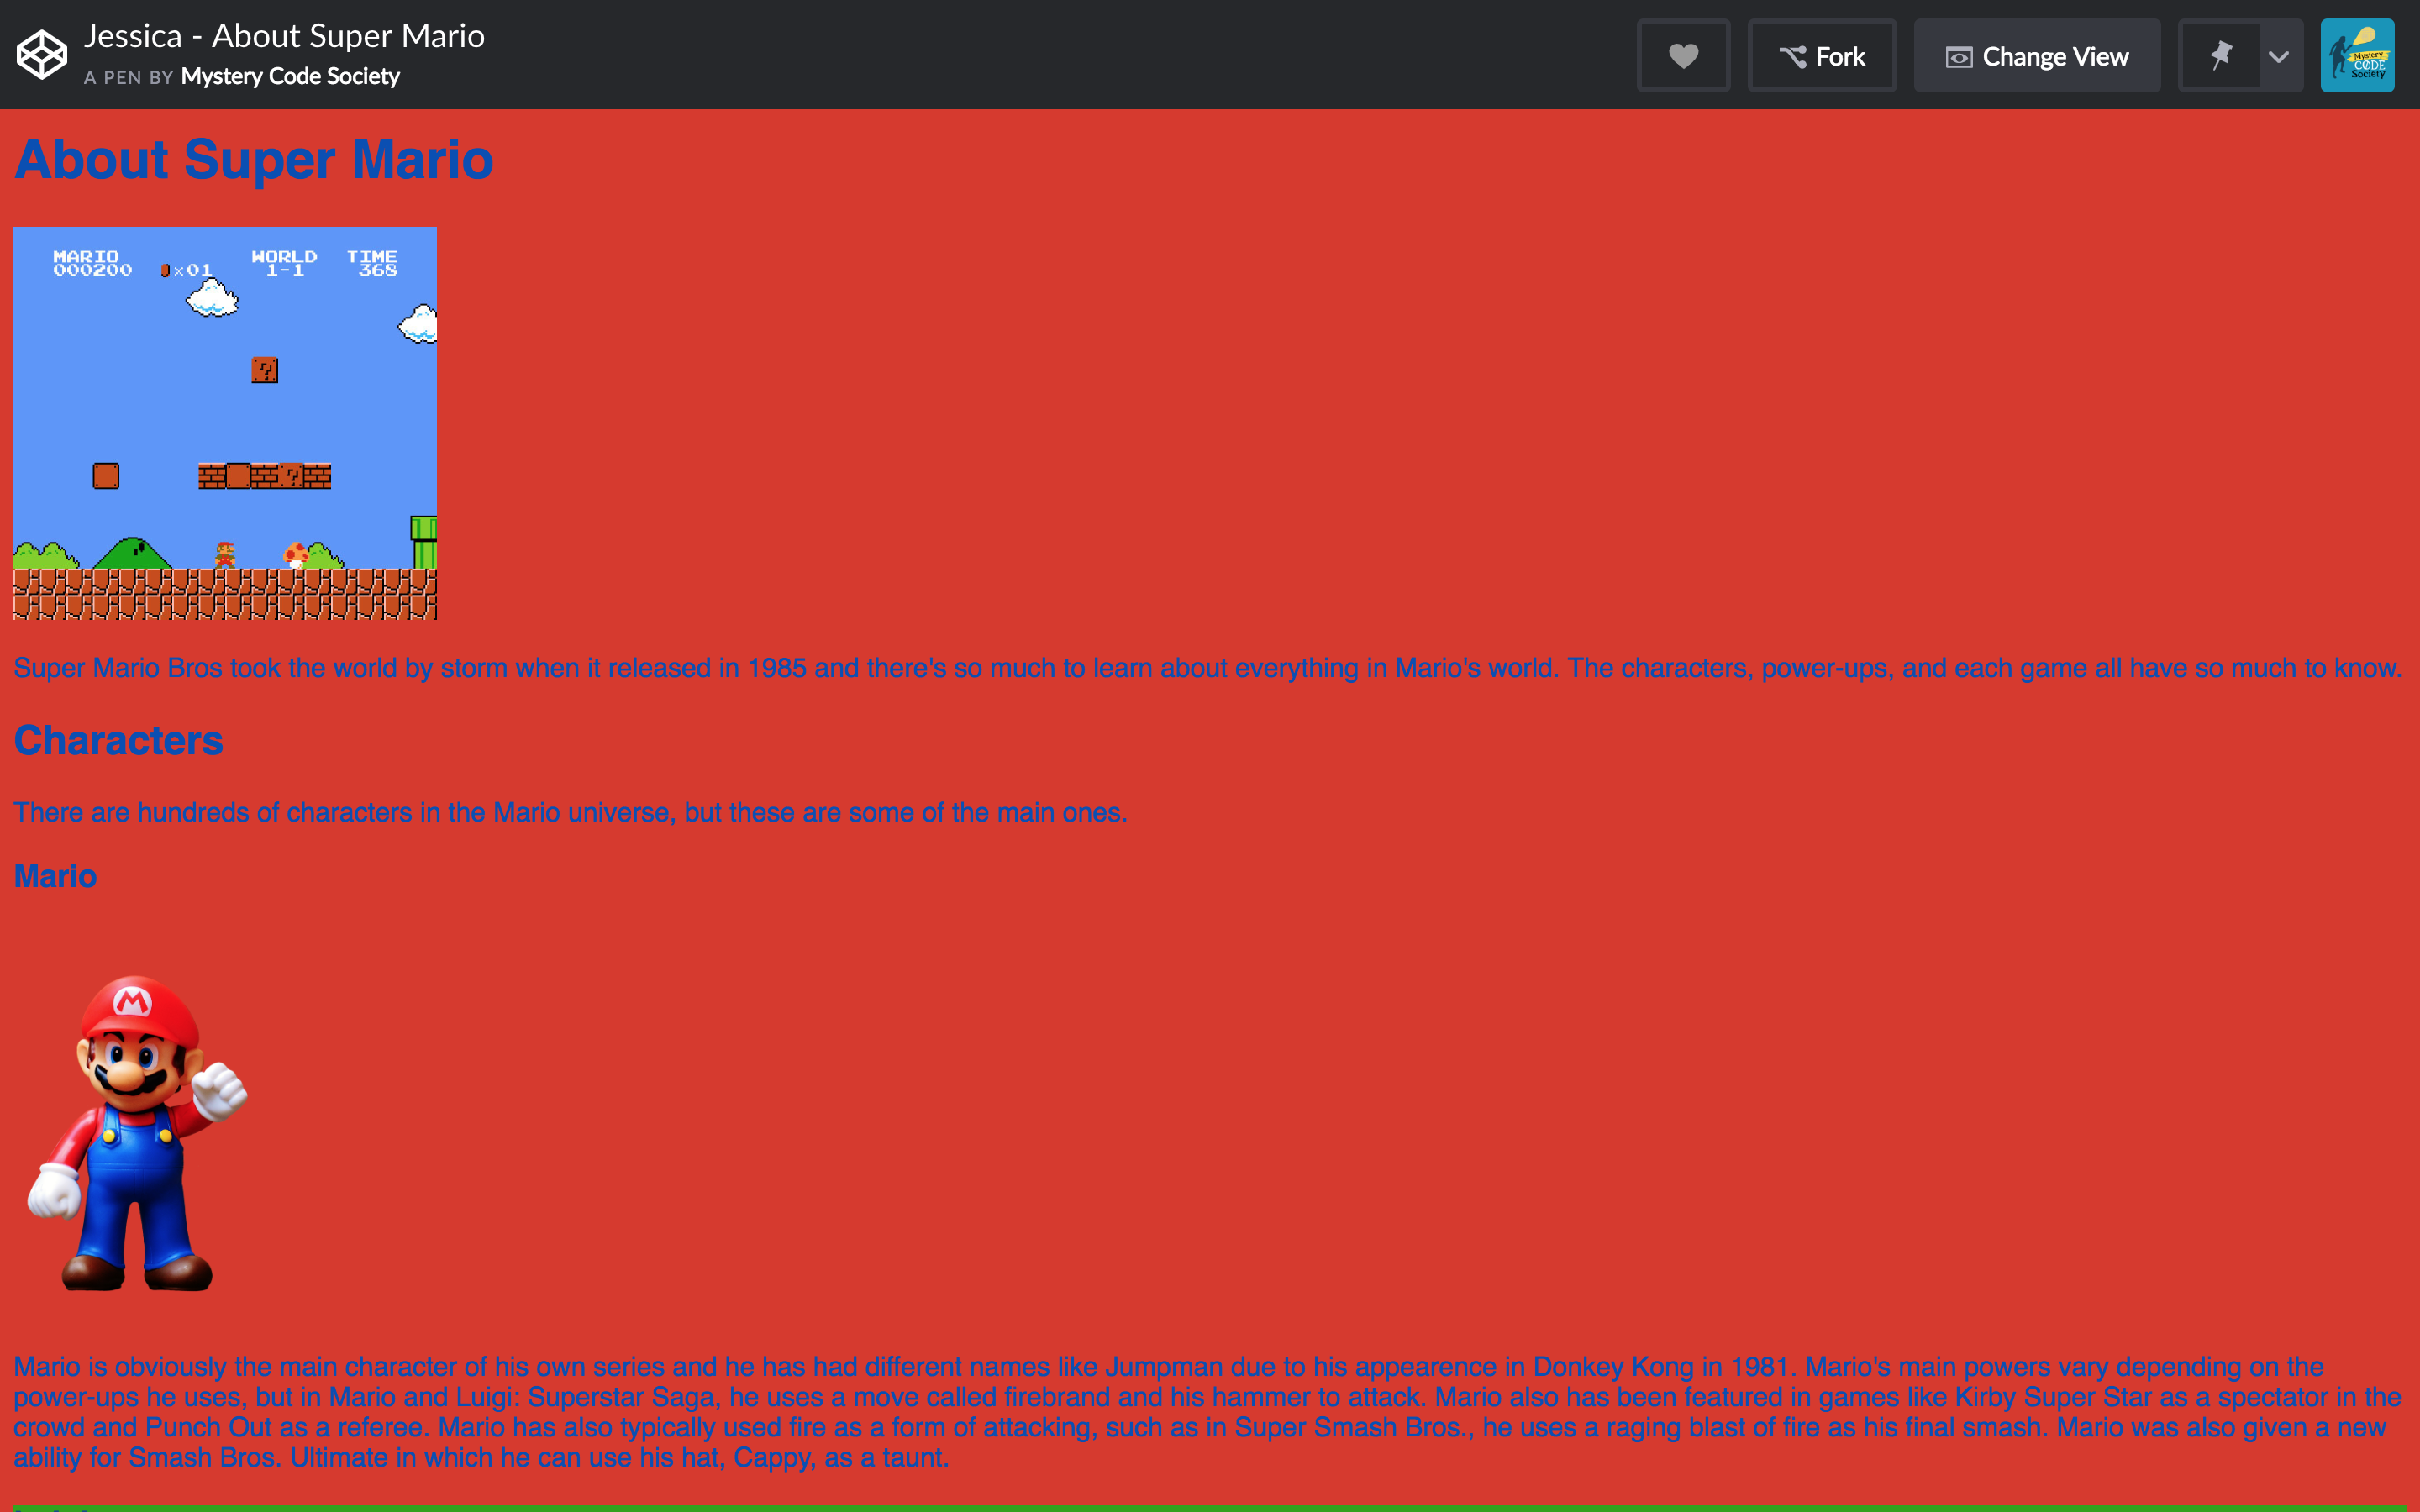 Jessica - About Super Mario
A PEN BY Mystery Code Society
Fork
Change View
Mystery
CODE
Society
About Super Mario
MARIO WORLD TIME
000200 ×01 1-1 368
?
?
Super Mario Bros took the world by storm when it released in 1985 and there's so much to learn about everything in Mario's world. The characters, power-ups, and each game all have so much to know.
Characters
There are hundreds of characters in the Mario universe, but these are some of the main ones.
Mario
M
Mario is obviously the main character of his own series and he has had different names like Jumpman due to his appearence in Donkey Kong in 1981. Mario's main powers vary depending on the
power-ups he uses, but in Mario and Luigi: Superstar Saga, he uses a move called firebrand and his hammer to attack. Mario also has been featured in games like Kirby Super Star as a spectator in the
crowd and Punch Out as a referee. Mario has also typically used fire as a form of attacking, such as in Super Smash Bros., he uses a raging blast of fire as his final smash. Mario was also given a new
ability for Smash Bros. Ultimate in which he can use his hat, Cappy, as a taunt.